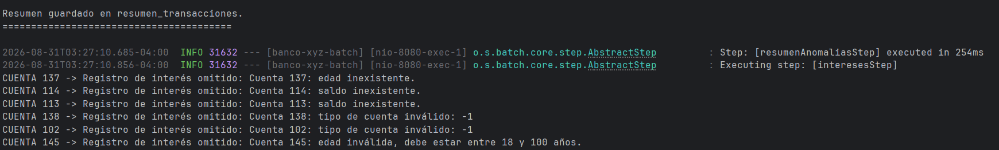 Resumen guardado en resumen_transacciones.
========================================
2026-08-31T03:27:10.685-04:00  INFO 31632 --- [banco-xyz-batch] [nio-8080-exec-1] o.s.batch.core.step.AbstractStep         : Step: [resumenAnomaliasStep] executed in 254ms
2026-08-31T03:27:10.856-04:00  INFO 31632 --- [banco-xyz-batch] [nio-8080-exec-1] o.s.batch.core.step.AbstractStep         : Executing step: [interesesStep]
CUENTA 137 -> Registro de interés omitido: Cuenta 137: edad inexistente.
CUENTA 114 -> Registro de interés omitido: Cuenta 114: saldo inexistente.
CUENTA 113 -> Registro de interés omitido: Cuenta 113: saldo inexistente.
CUENTA 138 -> Registro de interés omitido: Cuenta 138: tipo de cuenta inválido: -1
CUENTA 102 -> Registro de interés omitido: Cuenta 102: tipo de cuenta inválido: -1
CUENTA 145 -> Registro de interés omitido: Cuenta 145: edad inválida, debe estar entre 18 y 100 años.